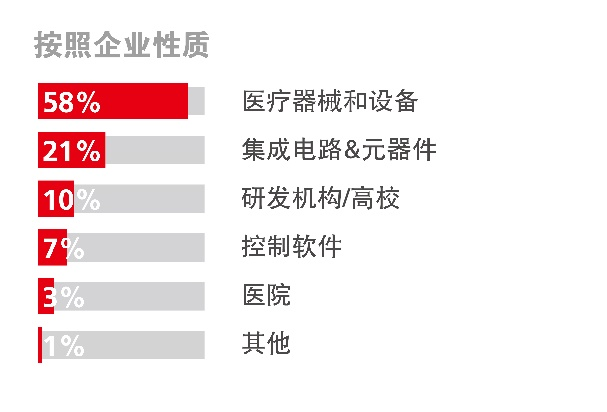 按照企业性质
58% 医疗器械和设备
21% 集成电路&元器件
10% 研发机构/高校
7% 控制软件
3% 医院
1% 其他